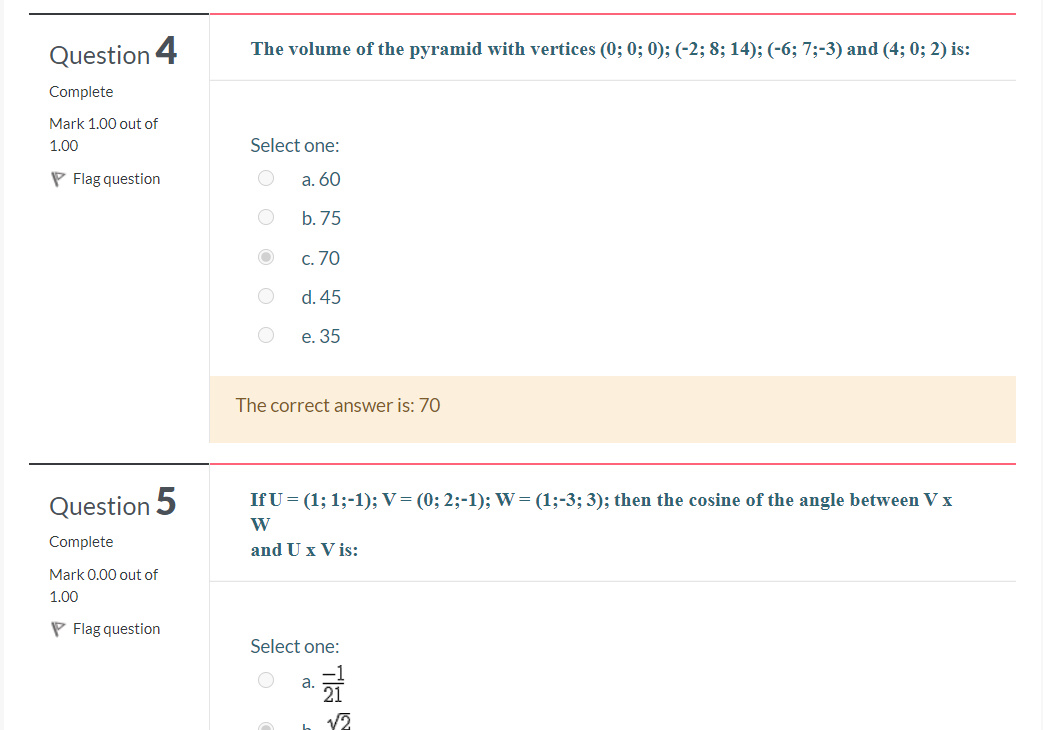 Question 4
Complete
Mark 1.00 out of
1.00
Flag question
The volume of the pyramid with vertices (0; 0; 0); (-2; 8; 14); (-6; 7;-3) and (4; 0; 2) is:
Select one:
a. 60
b. 75
c. 70
d. 45
e. 35
The correct answer is: 70
Question 5
Complete
Mark 0.00 out of
1.00
Flag question
If U = (1; 1;-1); V = (0; 2;-1); W = (1;-3; 3); then the cosine of the angle between V x
W
and U x V is:
Select one:
a. −1/21
b. √2